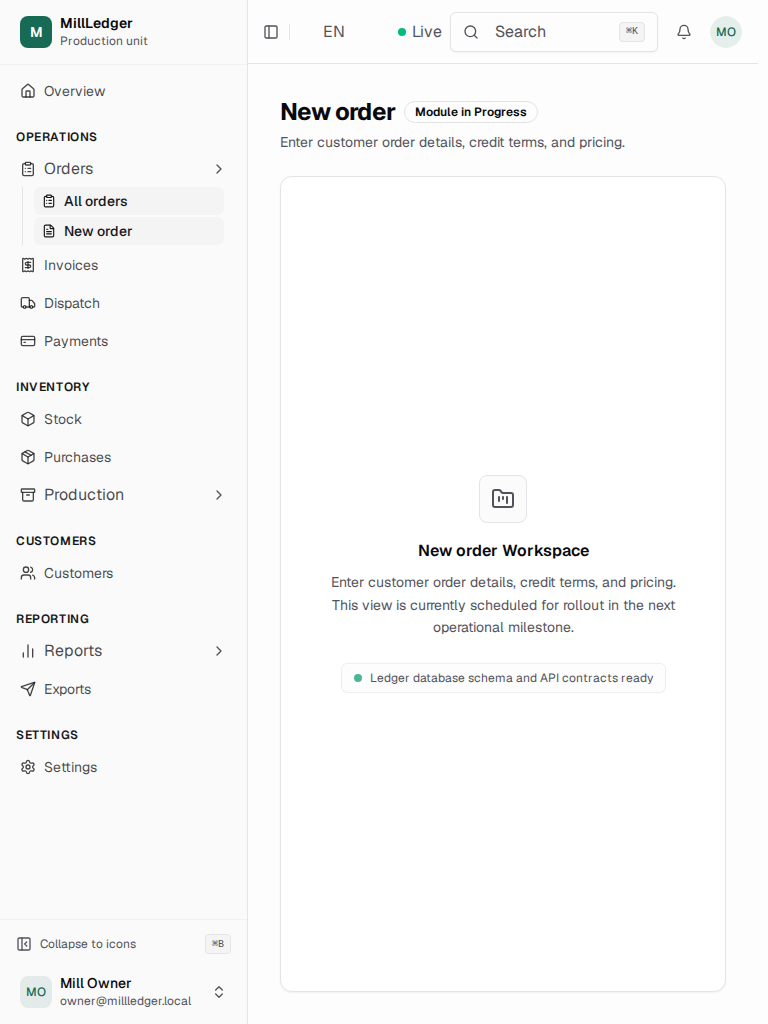 M
MillLedger
Production unit
Overview
OPERATIONS
Orders
All orders
New order
Invoices
Dispatch
Payments
INVENTORY
Stock
Purchases
Production
CUSTOMERS
Customers
REPORTING
Reports
Exports
SETTINGS
Settings
Collapse to icons
⌘B
MO
Mill Owner
owner@millledger.local
EN
Live
Search
⌘K
MO
New order
Module in Progress
Enter customer order details, credit terms, and pricing.
New order Workspace
Enter customer order details, credit terms, and pricing.
This view is currently scheduled for rollout in the next
operational milestone.
Ledger database schema and API contracts ready